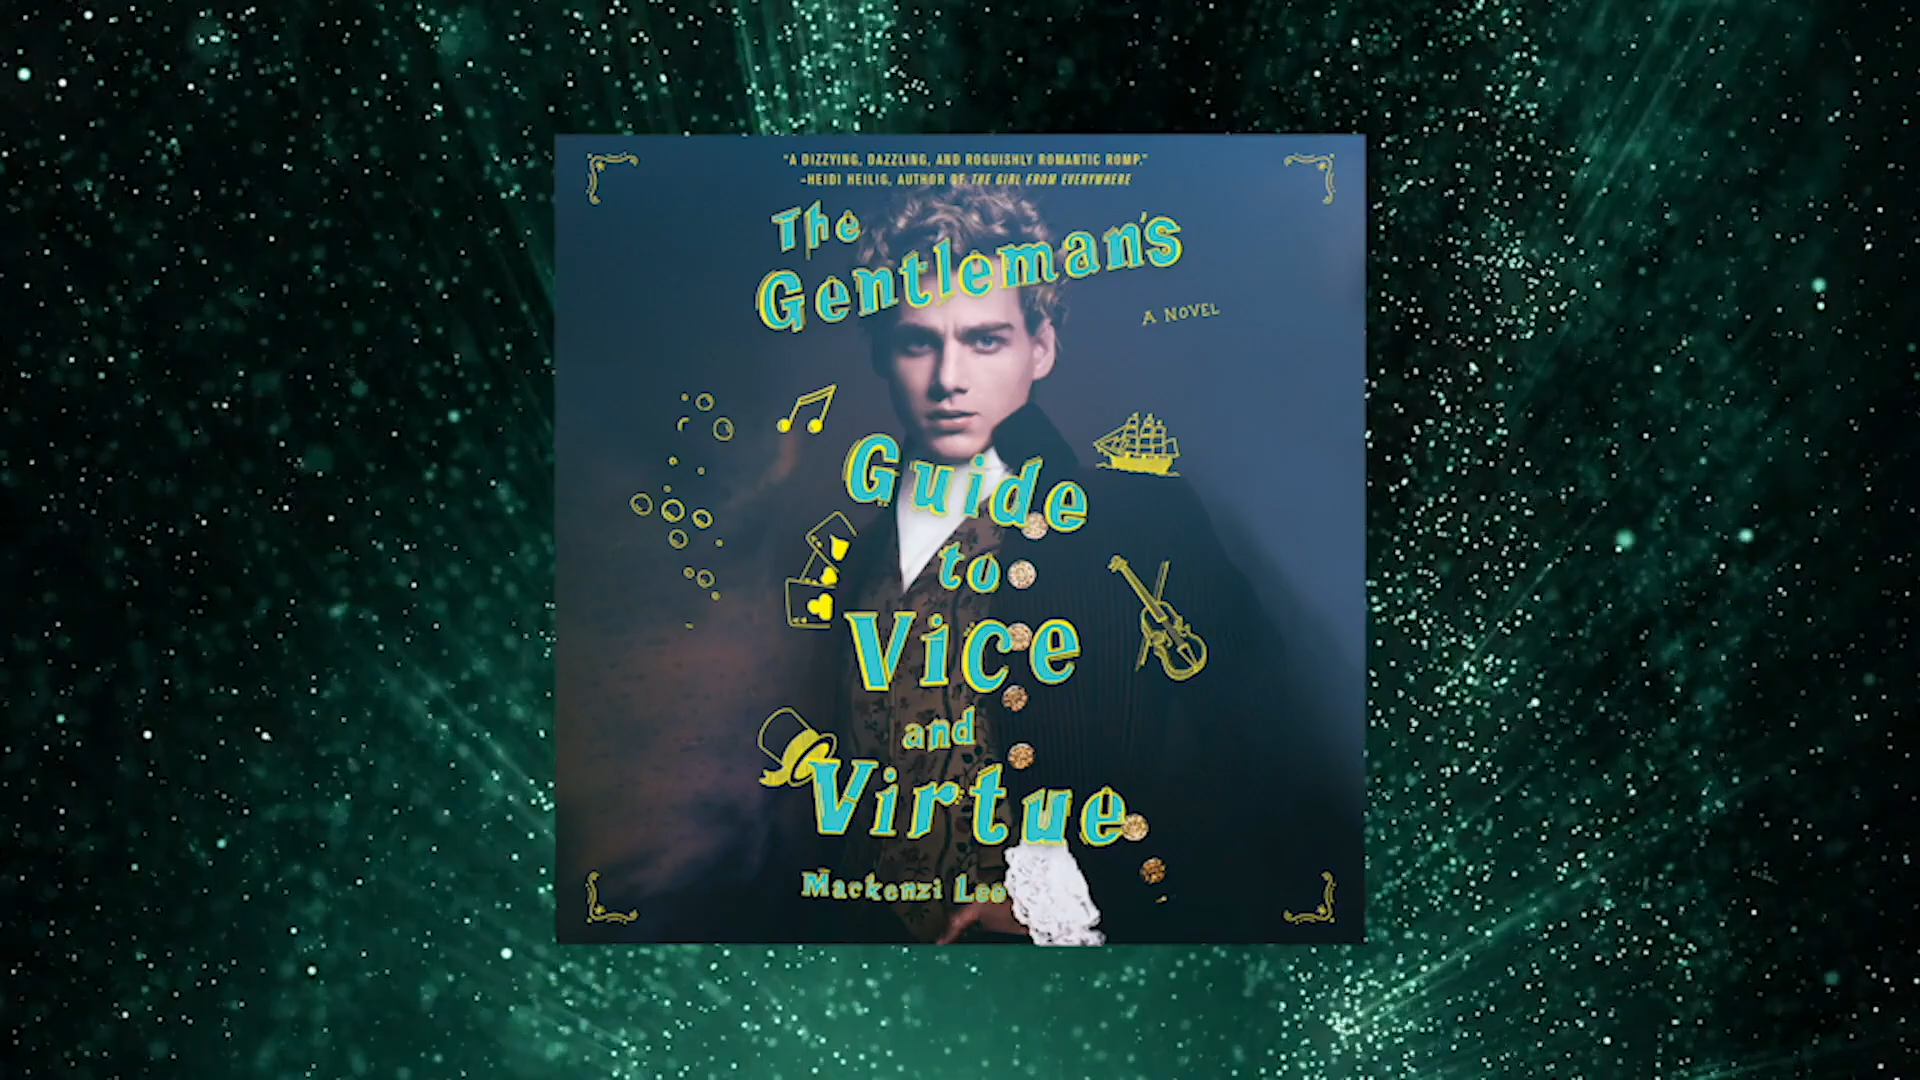 "A DIZZYING, DAZZLING, AND ROGUISHLY ROMANTIC ROMP."
–HEIDI HEILIG, AUTHOR OF THE GIRL FROM EVERYWHERE
The
Gentleman's
A NOVEL
Guide
to
Vice
and
Virtue
Mackenzi Lee